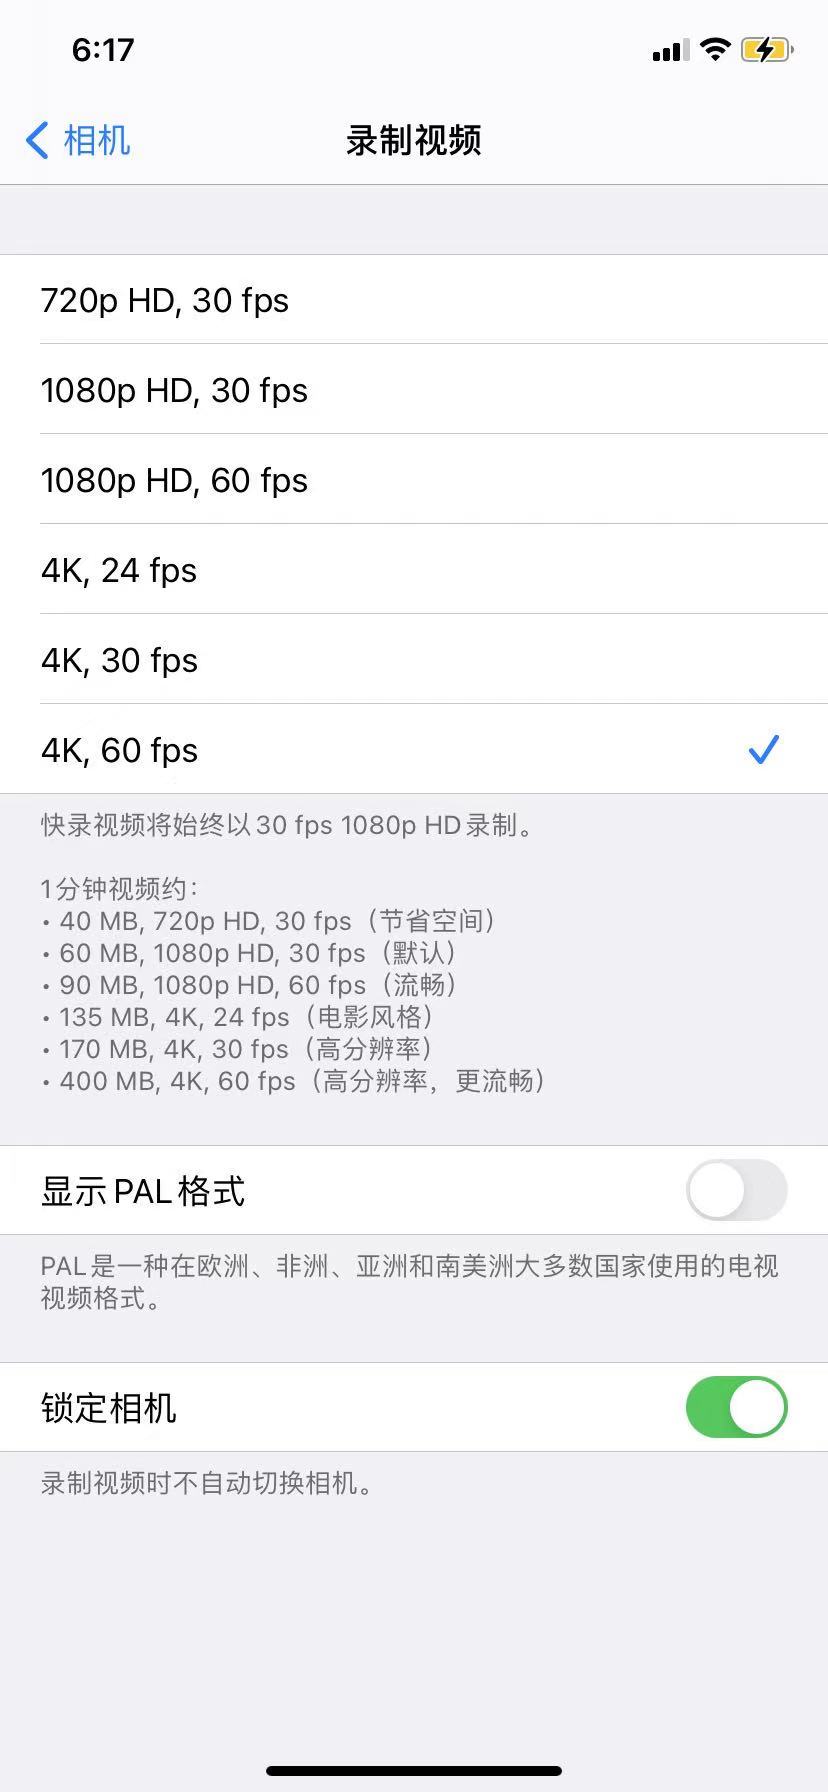 6:17
相机
录制视频
720p HD, 30 fps
1080p HD, 30 fps
1080p HD, 60 fps
4K, 24 fps
4K, 30 fps
4K, 60 fps
快录视频将始终以 30 fps 1080p HD 录制。
1 分钟视频约：
• 40 MB, 720p HD, 30 fps（节省空间）
• 60 MB, 1080p HD, 30 fps（默认）
• 90 MB, 1080p HD, 60 fps（流畅）
• 135 MB, 4K, 24 fps（电影风格）
• 170 MB, 4K, 30 fps（高分辨率）
• 400 MB, 4K, 60 fps（高分辨率，更流畅）
显示 PAL 格式
PAL 是一种在欧洲、非洲、亚洲和南美洲大多数国家使用的电视
视频格式。
锁定相机
录制视频时不自动切换相机。